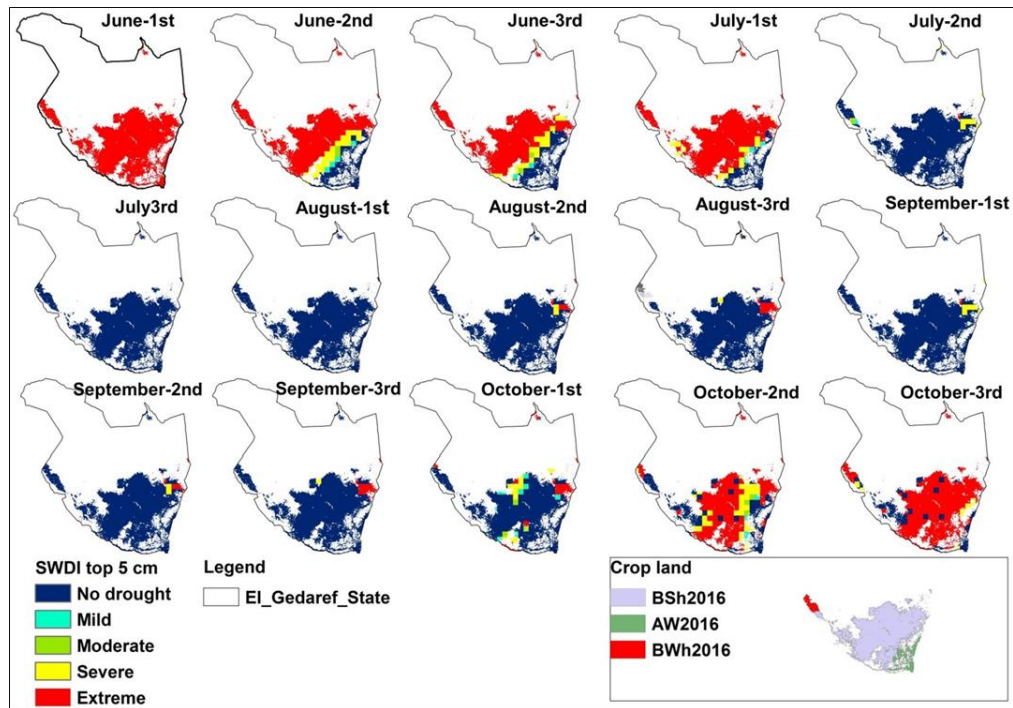 June-1st
June-2nd
June-3rd
July-1st
July-2nd
July3rd
August-1st
August-2nd
August-3rd
September-1st
September-2nd
September-3rd
October-1st
October-2nd
October-3rd
SWDI top 5 cm
No drought
Mild
Moderate
Severe
Extreme
Legend
El_Gedaref_State
Crop land
BSh2016
AW2016
BWh2016